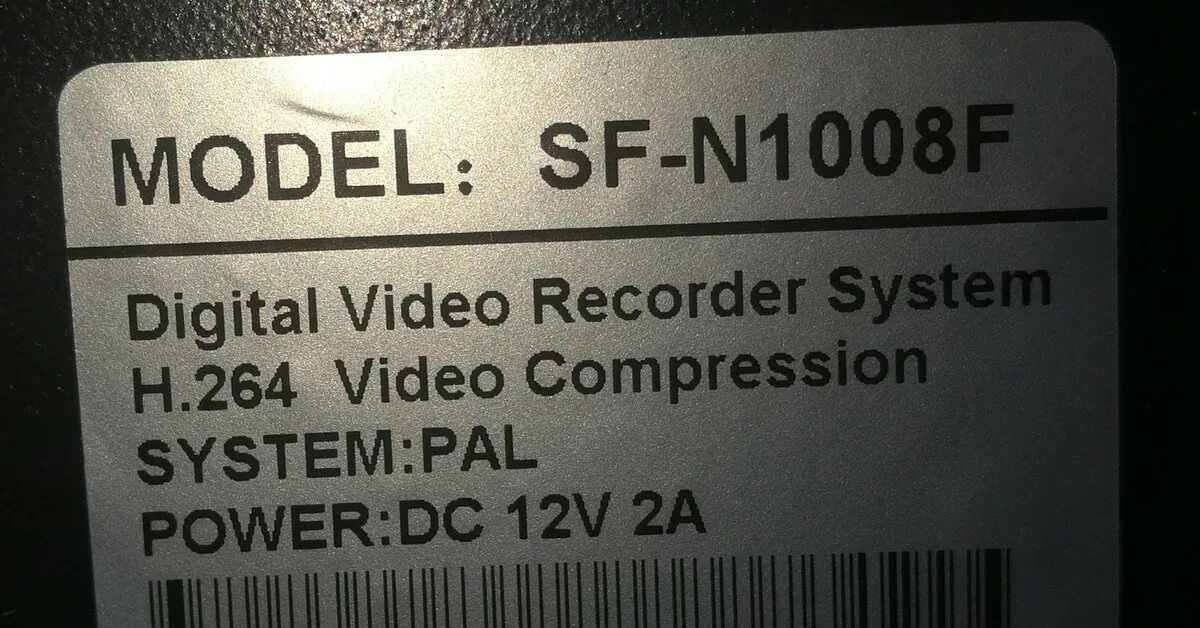 MODEL: SF-N1008F
Digital Video Recorder System
H.264 Video Compression
SYSTEM:PAL
POWER:DC 12V 2A